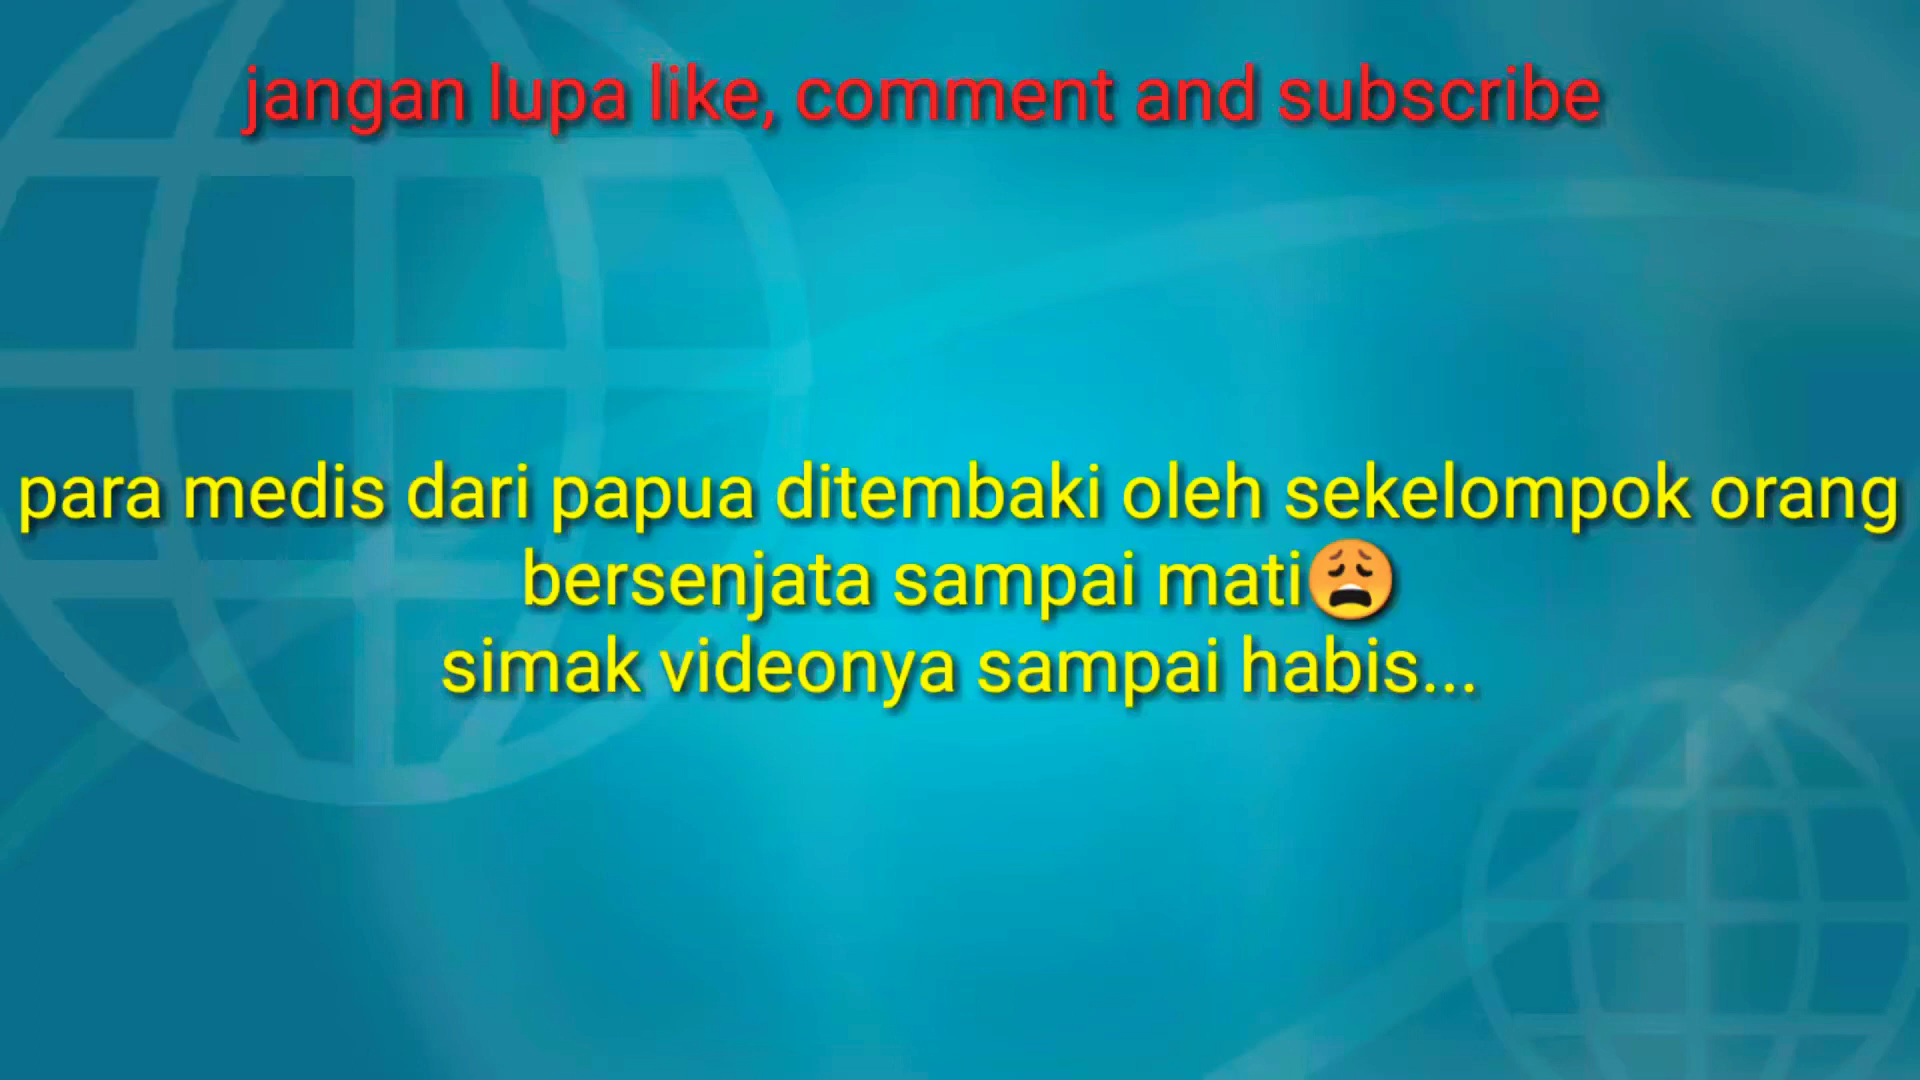 jangan lupa like, comment and subscribe
para medis dari papua ditembaki oleh sekelompok orang
bersenjata sampai mati😩
simak videonya sampai habis...